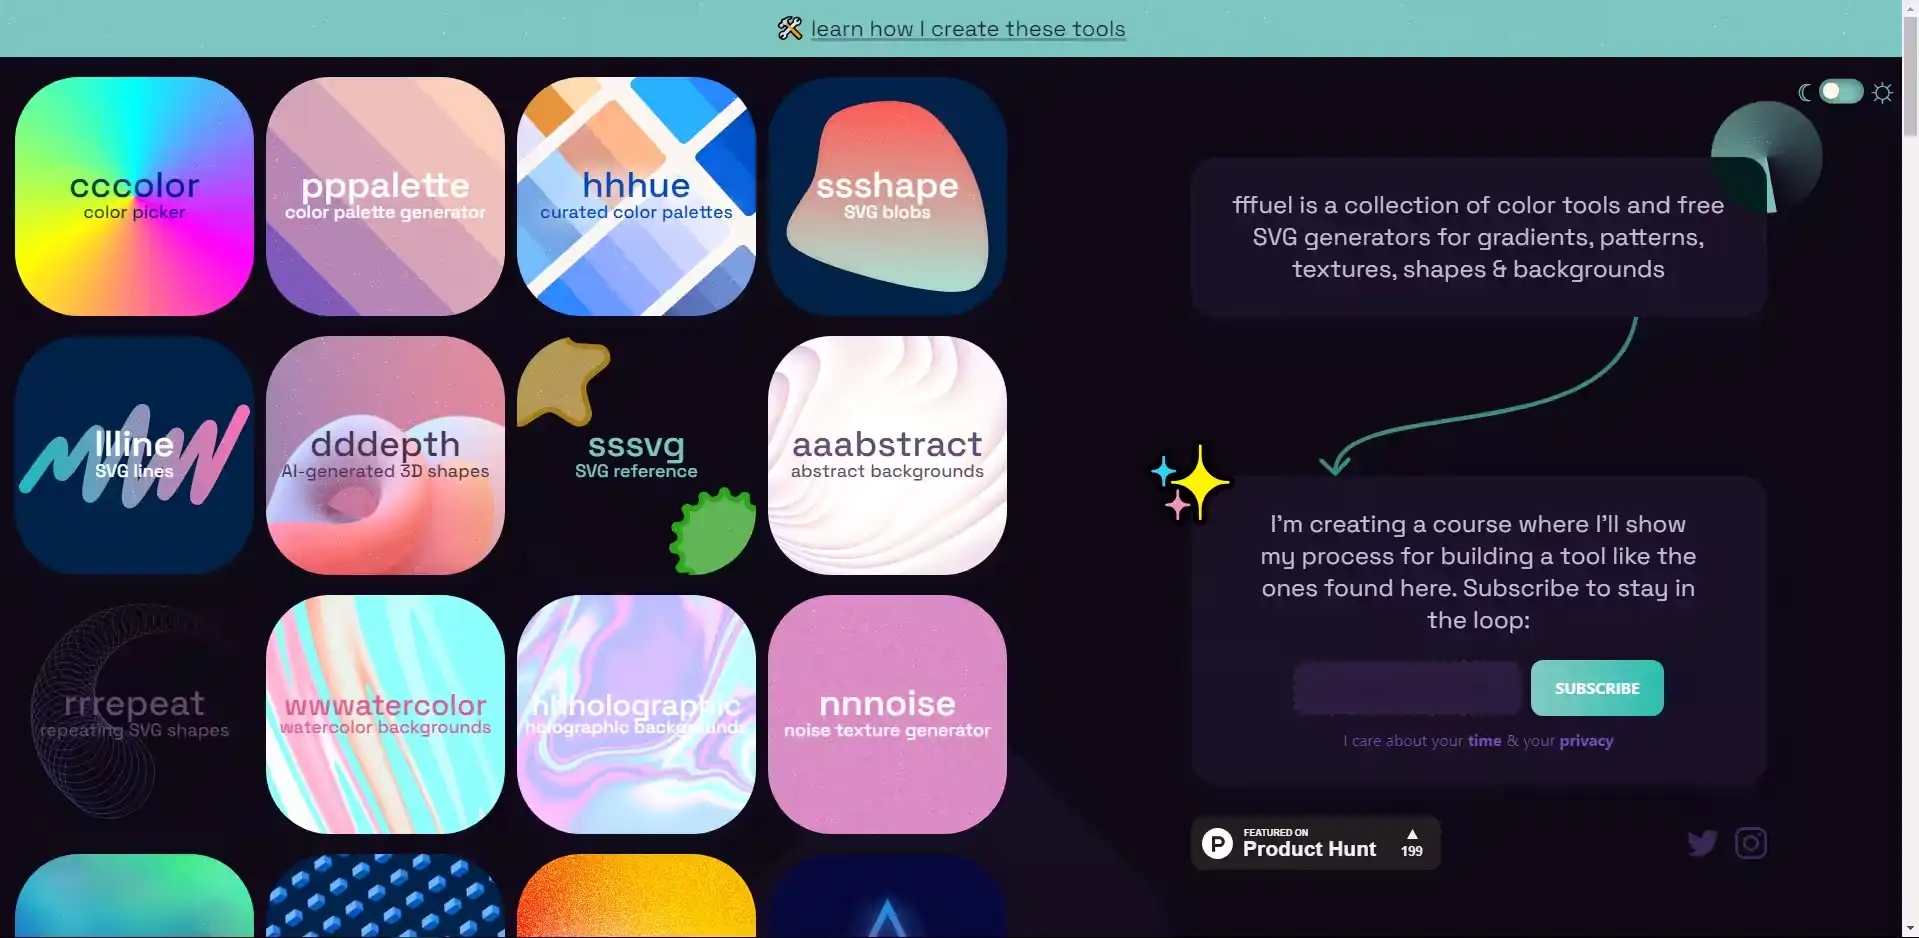 learn how I create these tools
cccolor
color picker
pppalette
color palette generator
hhhue
curated color palettes
ssshape
SVG blobs
fffuel is a collection of color tools and free
SVG generators for gradients, patterns,
textures, shapes & backgrounds
llline
SVG lines
dddepth
AI-generated 3D shapes
sssvg
SVG reference
aaabstract
abstract backgrounds
I'm creating a course where I'll show
my process for building a tool like the
ones found here. Subscribe to stay in
the loop:
SUBSCRIBE
I care about your time & your privacy
rrrepeat
repeating SVG shapes
wwwatercolor
watercolor backgrounds
hhholographic
holographic backgrounds
nnnoise
noise texture generator
P
FEATURED ON
Product Hunt
199